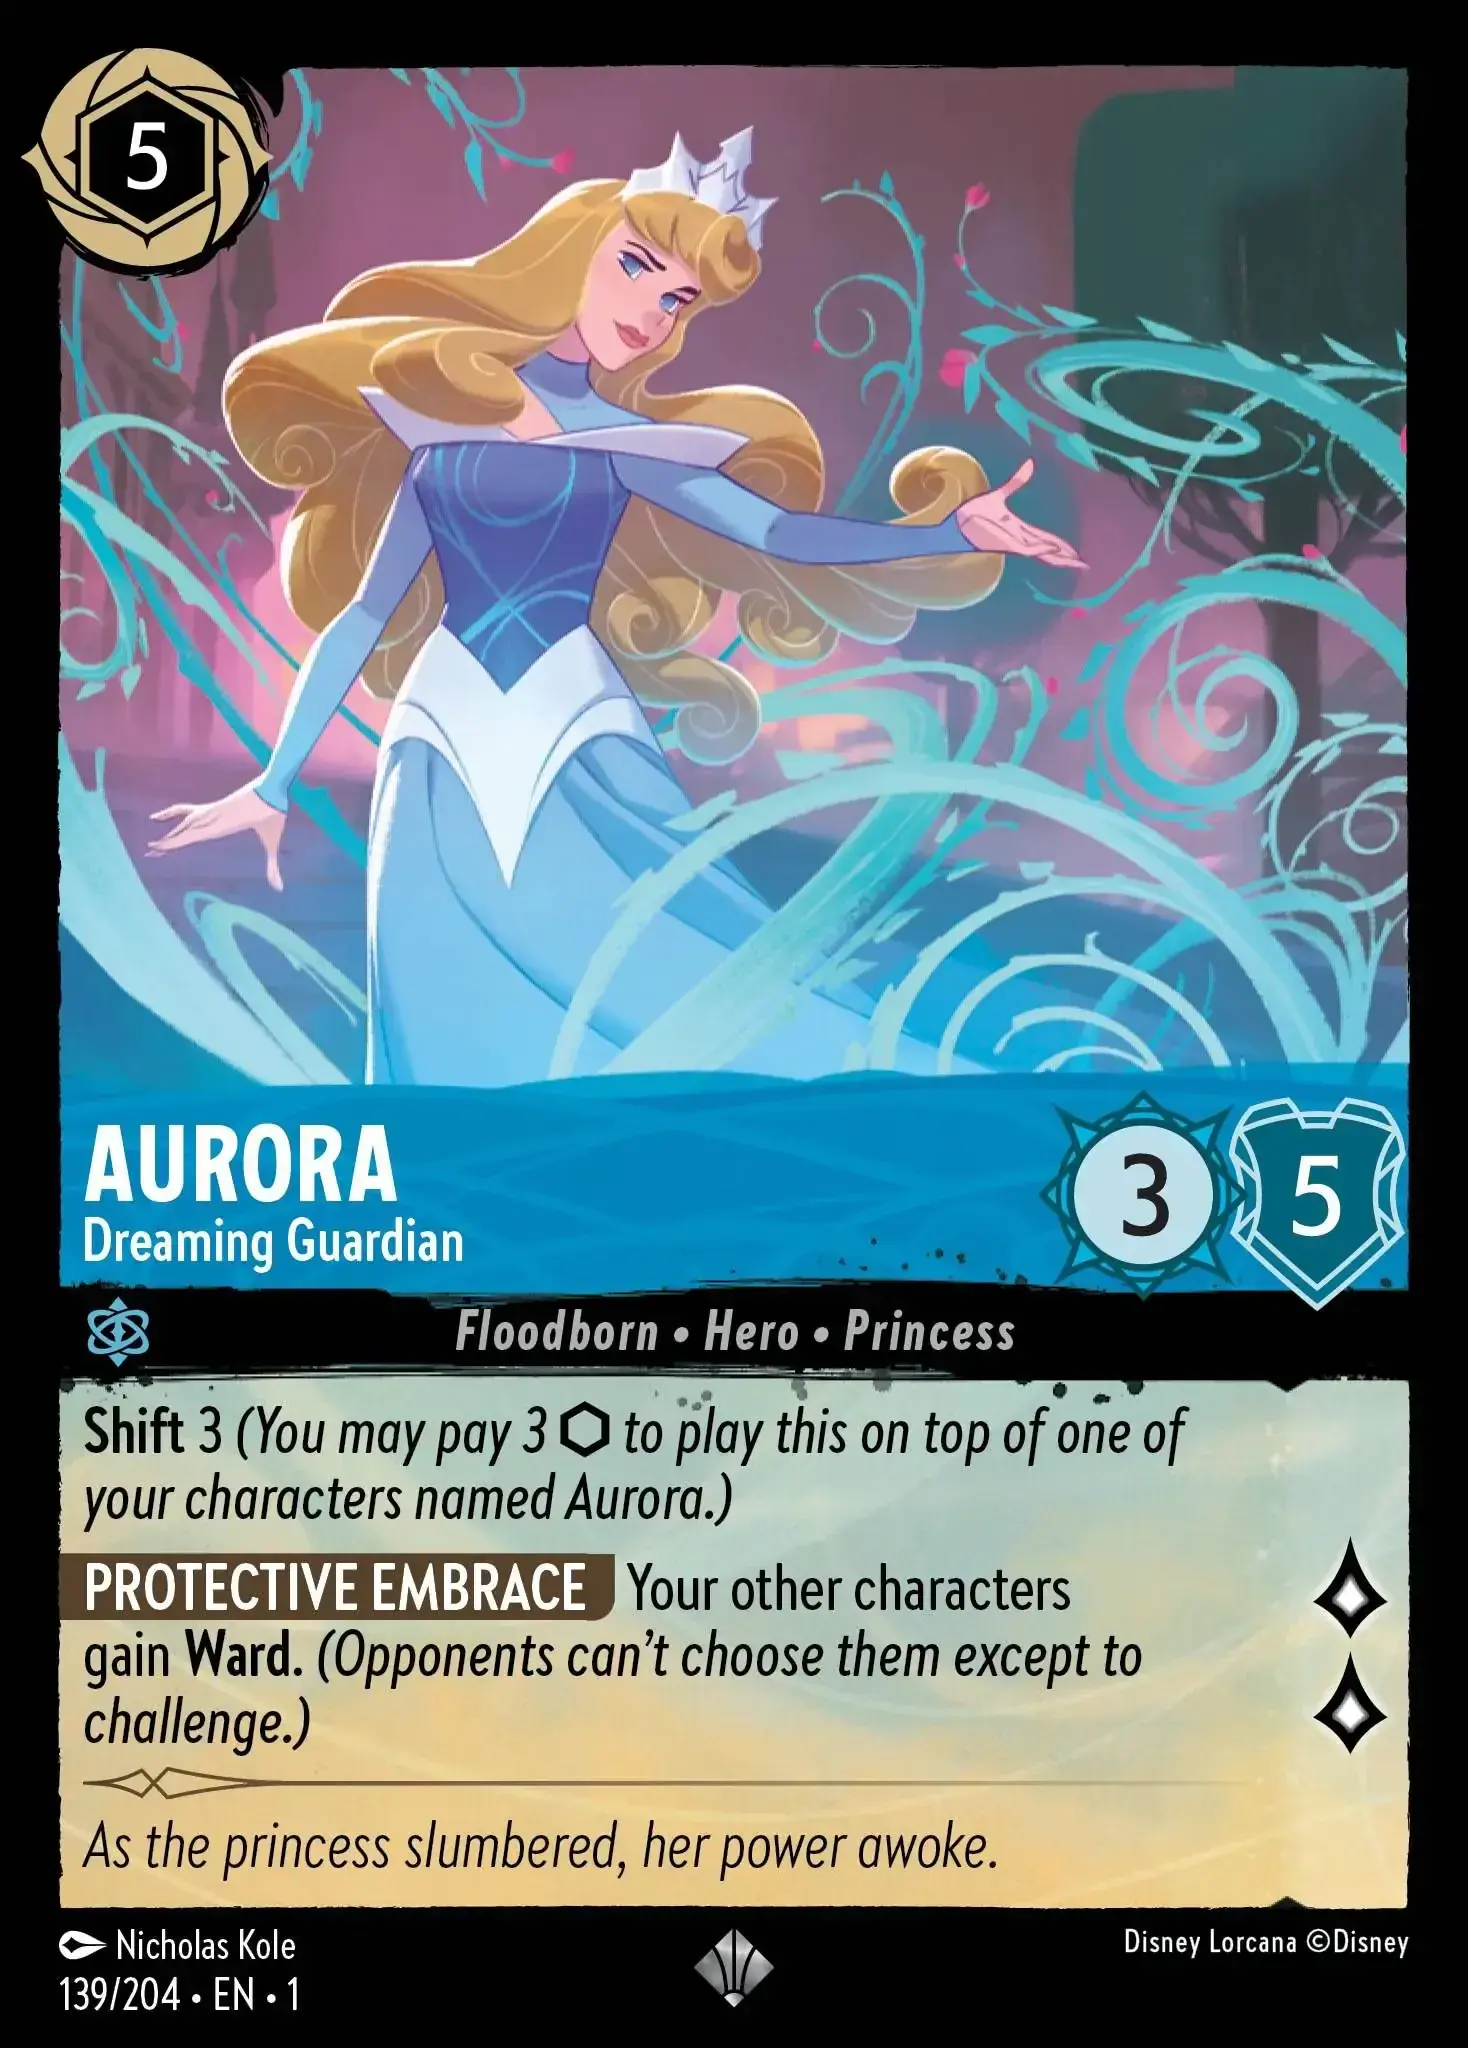 5
AURORA
Dreaming Guardian
3
5
Floodborn • Hero • Princess
Shift 3 (You may pay 3 ⬡ to play this on top of one of
your characters named Aurora.)
PROTECTIVE EMBRACE Your other characters
gain Ward. (Opponents can’t choose them except to
challenge.)
As the princess slumbered, her power awoke.
Nicholas Kole
Disney Lorcana ©Disney
139/204 • EN • 1